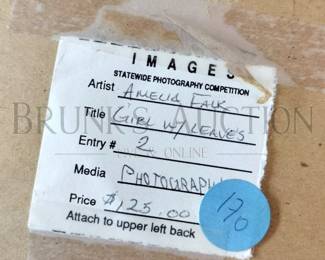 IMAGES
STATEWIDE PHOTOGRAPHY COMPETITION
Artist AMELIA FALK
Title GIRL W/LEAVES
BRUNK'S AUCTION
ONLINE
Entry # 2
Media PHOTOGRAPH
Price $125.00
170
Attach to upper left back